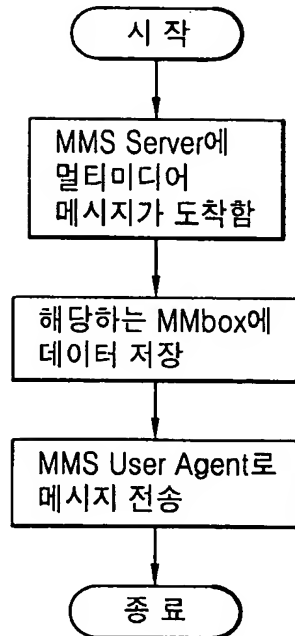 시 작
MMS Server에
멀티미디어
메시지가 도착함
해당하는 MMbox에
데이터 저장
MMS User Agent로
메시지 전송
종 료